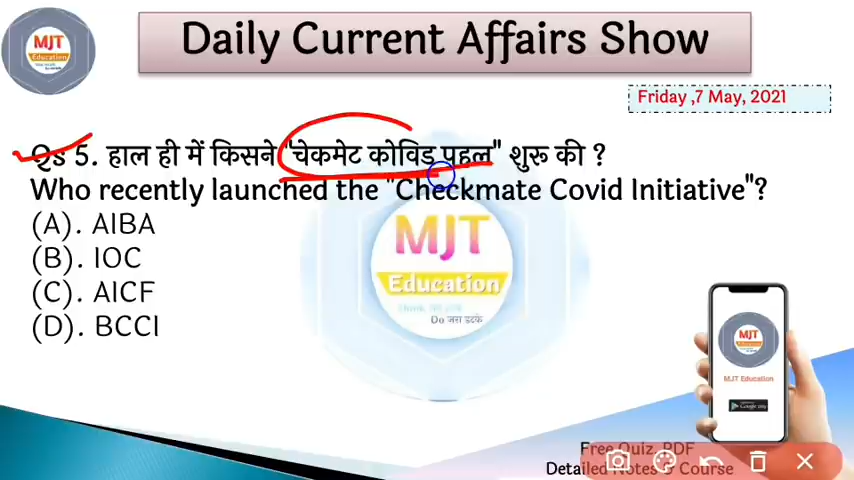 MJT
Education
Daily Current Affairs Show
Friday ,7 May, 2021
Qs 5. हाल ही में किसने "चेकमेट कोविड पहल" शुरू की ?
Who recently launched the "Checkmate Covid Initiative"?
(A). AIBA
(B). IOC
(C). AICF
(D). BCCI
MJT
Education
Do जरा हटके
MJT Education
Free Quiz, PDF
Detailed Notes & Course